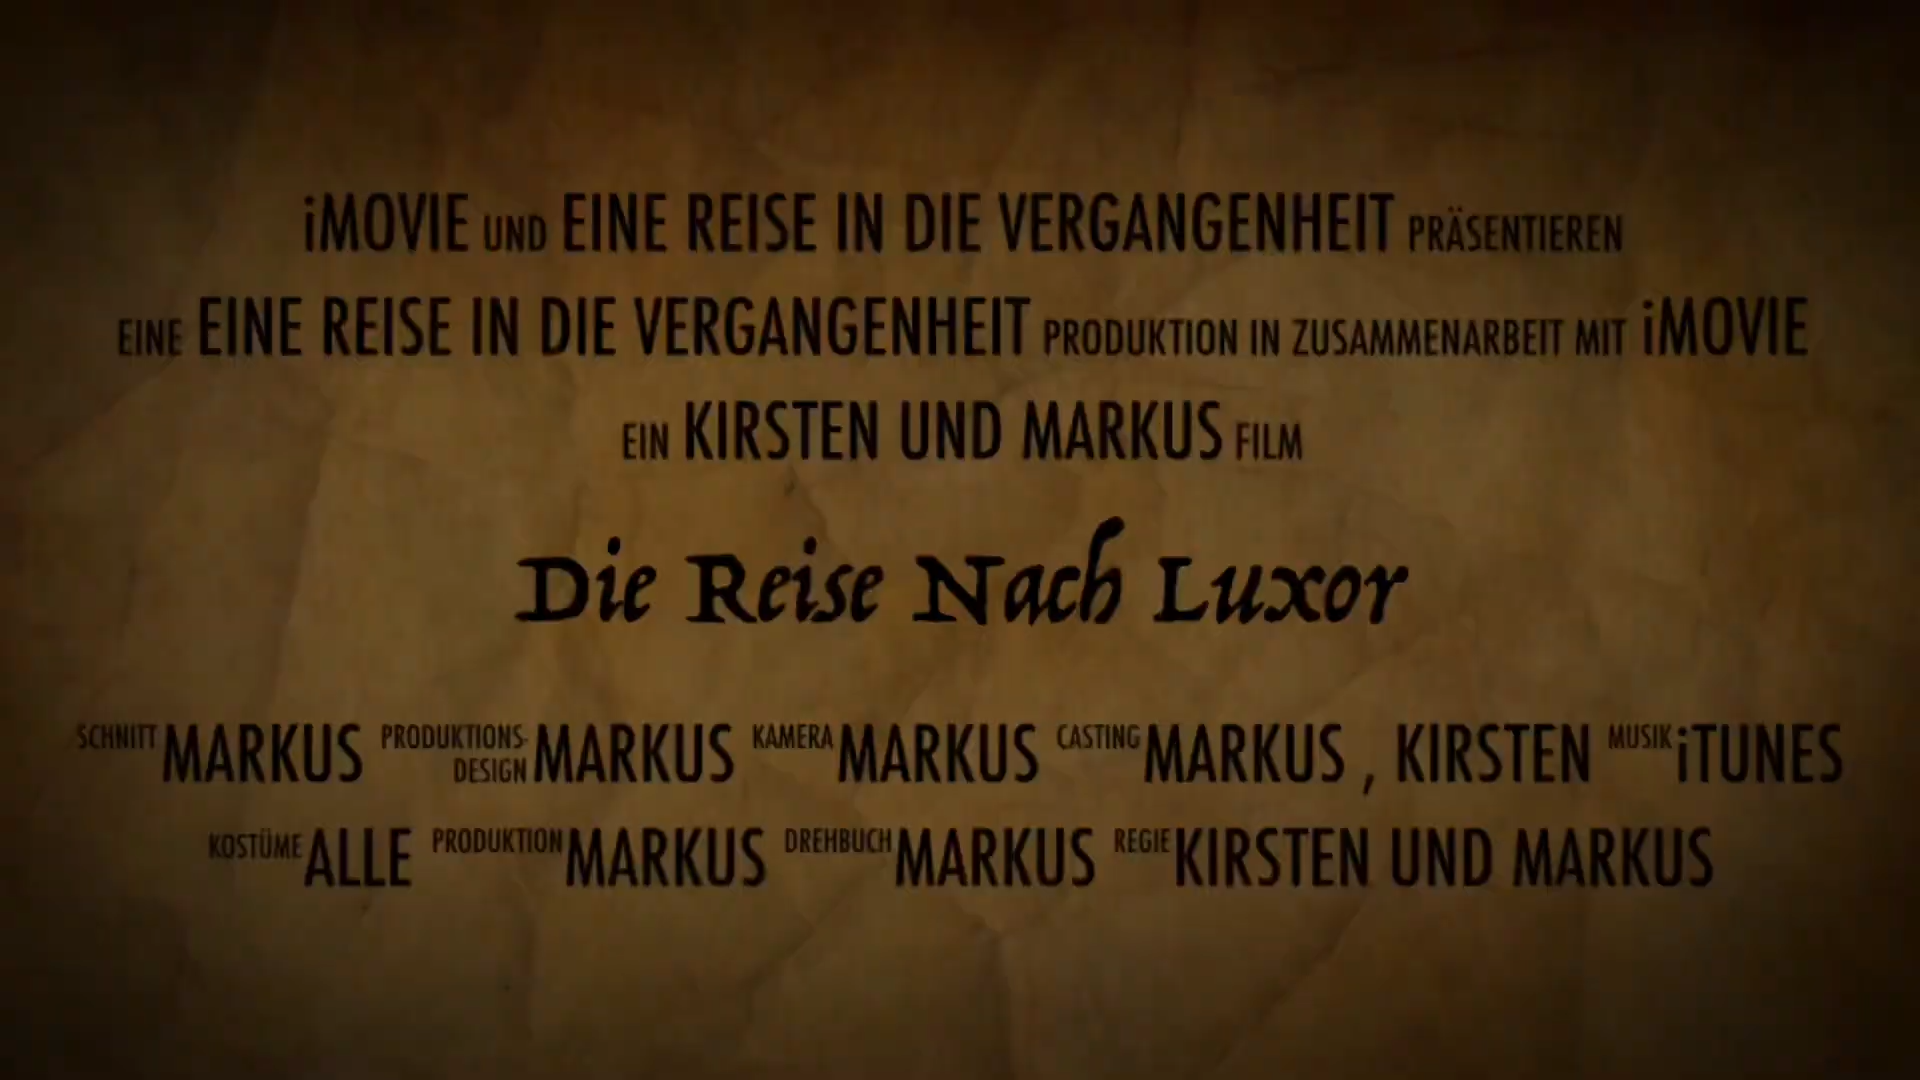 iMOVIE UND EINE REISE IN DIE VERGANGENHEIT PRÄSENTIEREN
EINE EINE REISE IN DIE VERGANGENHEIT PRODUKTION IN ZUSAMMENARBEIT MIT iMOVIE
EIN KIRSTEN UND MARKUS FILM
Die Reise Nach Luxor
SCHNITT MARKUS PRODUKTIONS-DESIGN MARKUS KAMERA MARKUS CASTING MARKUS , KIRSTEN MUSIK iTUNES
KOSTÜME ALLE PRODUKTION MARKUS DREHBUCH MARKUS REGIE KIRSTEN UND MARKUS